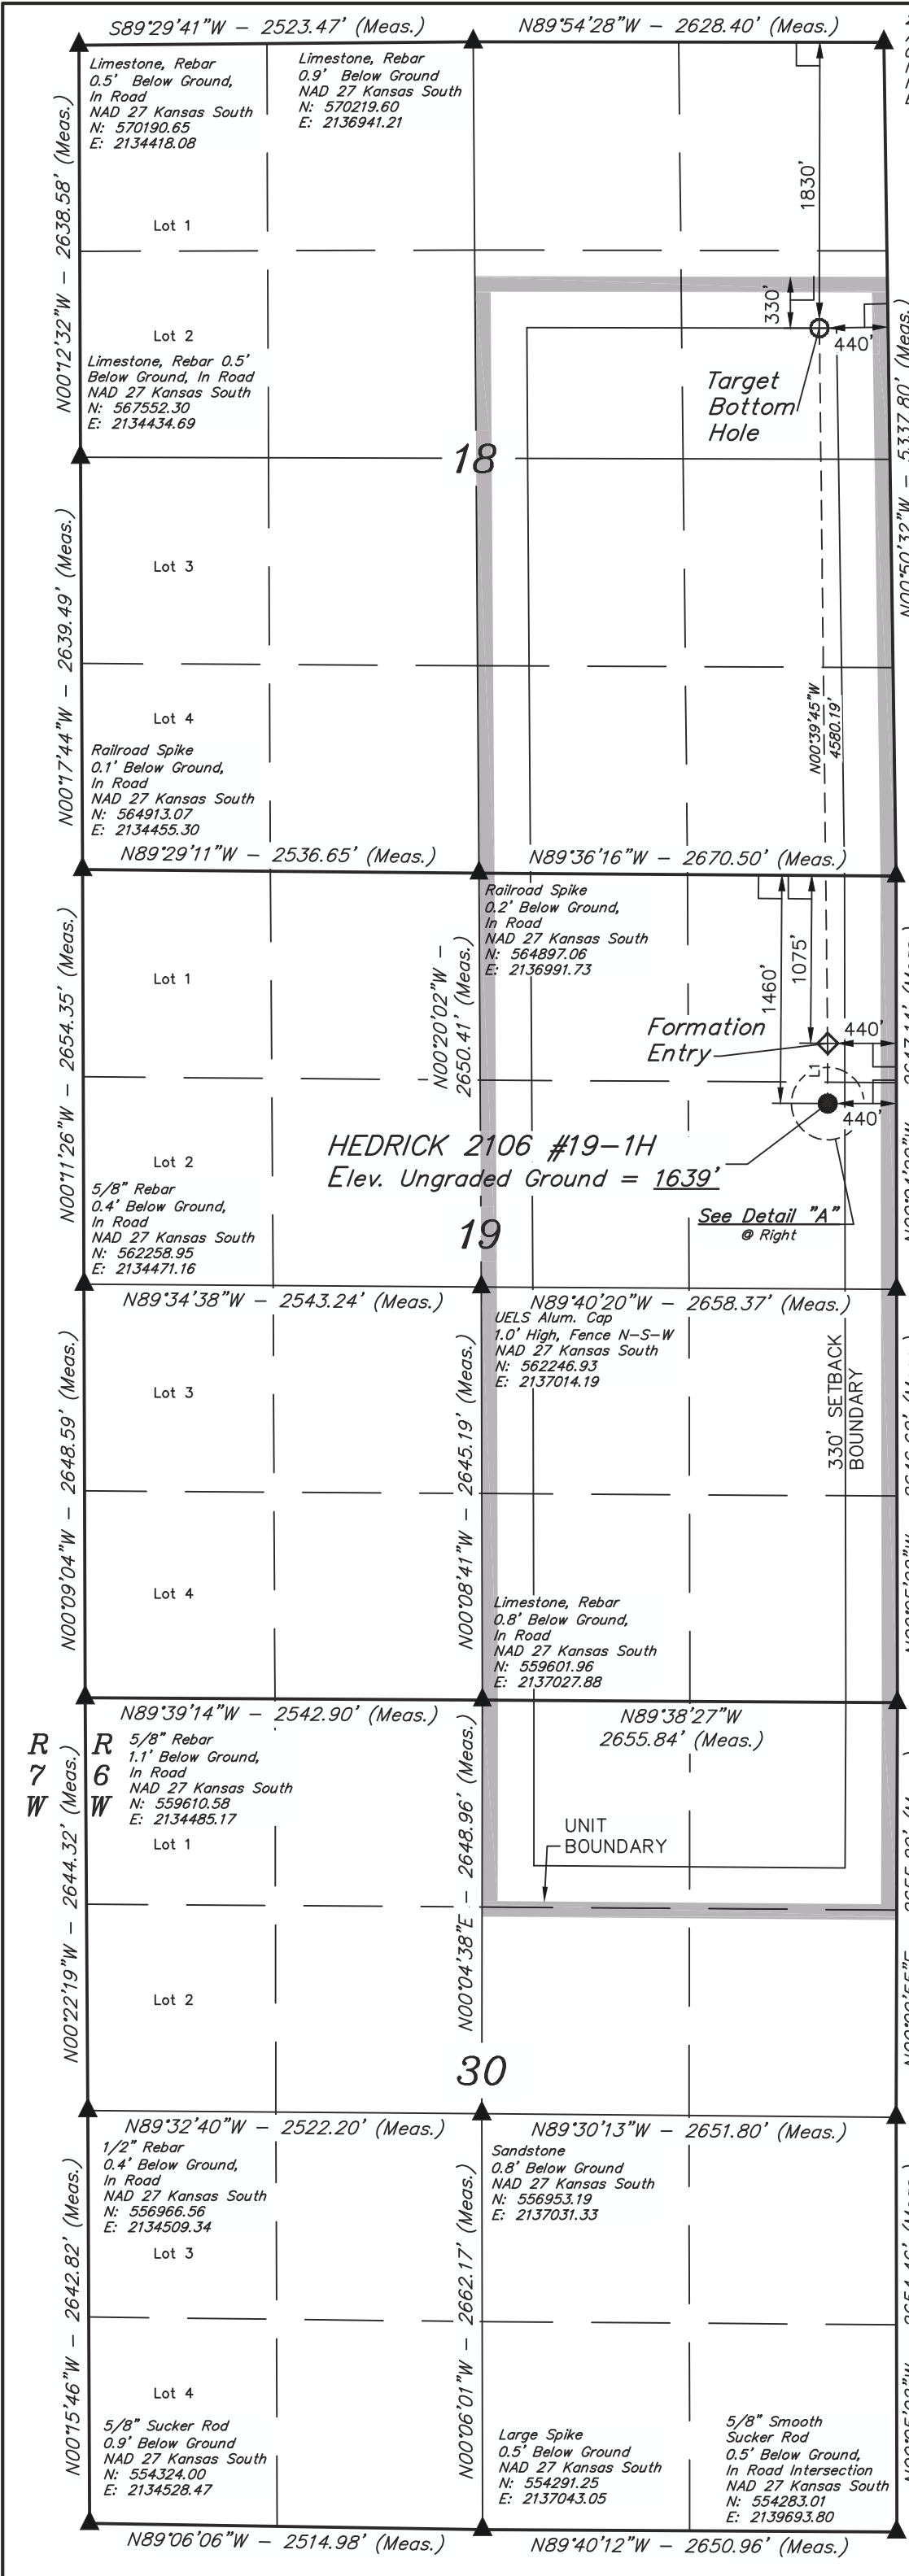 S89°29'41"W - 2523.47' (Meas.)
N89°54'28"W - 2628.40' (Meas.)
Limestone, Rebar
0.5' Below Ground,
In Road
NAD 27 Kansas South
N: 570190.65
E: 2134418.08
Limestone, Rebar
0.9' Below Ground
NAD 27 Kansas South
N: 570219.60
E: 2136941.21
N00°12'32"W - 2638.58' (Meas.)
1830'
Lot 1
330'
440'
Lot 2
Target
Bottom
Hole
Limestone, Rebar 0.5'
Below Ground, In Road
NAD 27 Kansas South
N: 567552.30
E: 2134434.69
N00°50'32"W - 5337.80' (Meas.)
18
N00°17'44"W - 2639.49' (Meas.)
Lot 3
N00°39'45"W
4580.19'
Lot 4
Railroad Spike
0.1' Below Ground,
In Road
NAD 27 Kansas South
N: 564913.07
E: 2134455.30
N89°29'11"W - 2536.65' (Meas.)
N89°36'16"W - 2670.50' (Meas.)
Railroad Spike
0.2' Below Ground,
In Road
NAD 27 Kansas South
N: 564897.06
E: 2136991.73
N00°11'26"W - 2654.35' (Meas.)
N00°20'02"W -
2650.41' (Meas.)
Lot 1
1460'
1075'
Formation
Entry
440'
L1
440'
HEDRICK 2106 #19-1H
Elev. Ungraded Ground = 1639'
Lot 2
5/8" Rebar
0.4' Below Ground,
In Road
NAD 27 Kansas South
N: 562258.95
E: 2134471.16
See Detail "A"
@ Right
19
N89°34'38"W - 2543.24' (Meas.)
N89°40'20"W - 2658.37' (Meas.)
UELS Alum. Cap
1.0' High, Fence N-S-W
NAD 27 Kansas South
N: 562246.93
E: 2137014.19
N00°09'04"W - 2648.59' (Meas.)
N00°08'41"W - 2645.19' (Meas.)
Lot 3
330' SETBACK
BOUNDARY
Lot 4
Limestone, Rebar
0.8' Below Ground,
In Road
NAD 27 Kansas South
N: 559601.96
E: 2137027.88
N89°39'14"W - 2542.90' (Meas.)
N89°38'27"W
2655.84' (Meas.)
R
7
W
R
6
W
5/8" Rebar
1.1' Below Ground,
In Road
NAD 27 Kansas South
N: 559610.58
E: 2134485.17
Lot 1
UNIT
BOUNDARY
N00°22'19"W - 2644.32' (Meas.)
N00°04'38"E - 2648.96' (Meas.)
Lot 2
30
N89°32'40"W - 2522.20' (Meas.)
N89°30'13"W - 2651.80' (Meas.)
1/2" Rebar
0.4' Below Ground,
In Road
NAD 27 Kansas South
N: 556966.56
E: 2134509.34
Sandstone
0.8' Below Ground
NAD 27 Kansas South
N: 556953.19
E: 2137031.33
N00°15'46"W - 2642.82' (Meas.)
N00°06'01"W - 2662.17' (Meas.)
Lot 3
Lot 4
5/8" Sucker Rod
0.9' Below Ground
NAD 27 Kansas South
N: 554324.00
E: 2134528.47
Large Spike
0.5' Below Ground
NAD 27 Kansas South
N: 554291.25
E: 2137043.05
5/8" Smooth
Sucker Rod
0.5' Below Ground,
In Road Intersection
NAD 27 Kansas South
N: 554283.01
E: 2139693.80
N89°06'06"W - 2514.98' (Meas.)
N89°40'12"W - 2650.96' (Meas.)